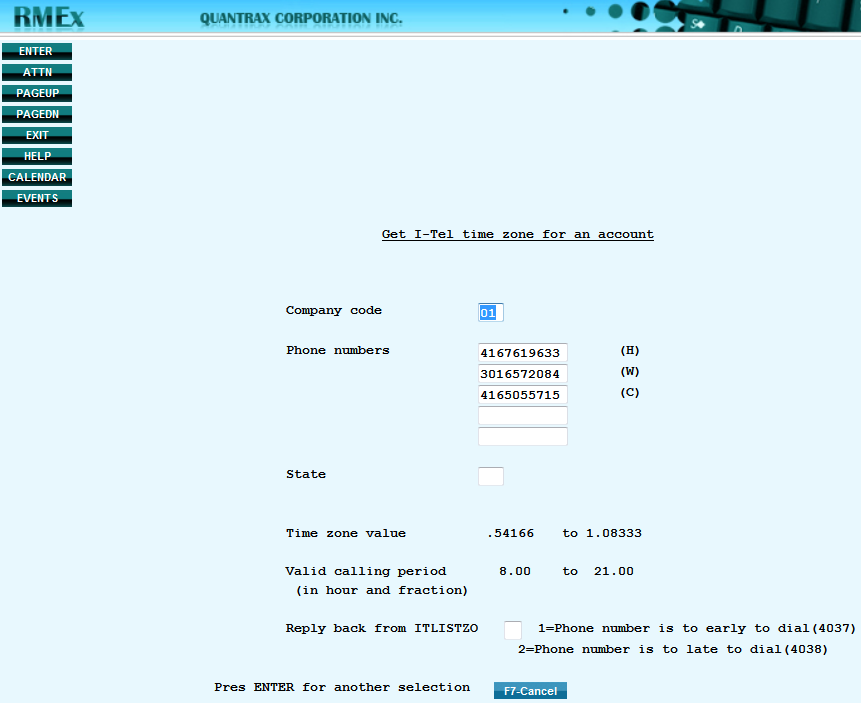 RMEx QUANTRAX CORPORATION INC.
S
D
ENTER
ATTN
PAGEUP
PAGEDN
EXIT
HELP
CALENDAR
EVENTS
Get I-Tel time zone for an account
Company code 01
Phone numbers 4167619633 (H)
3016572084 (W)
4165055715 (C)
State
Time zone value .54166 to 1.08333
Valid calling period 8.00 to 21.00
(in hour and fraction)
Reply back from ITLISTZO 1=Phone number is to early to dial(4037)
2=Phone number is to late to dial(4038)
Pres ENTER for another selection F7-Cancel